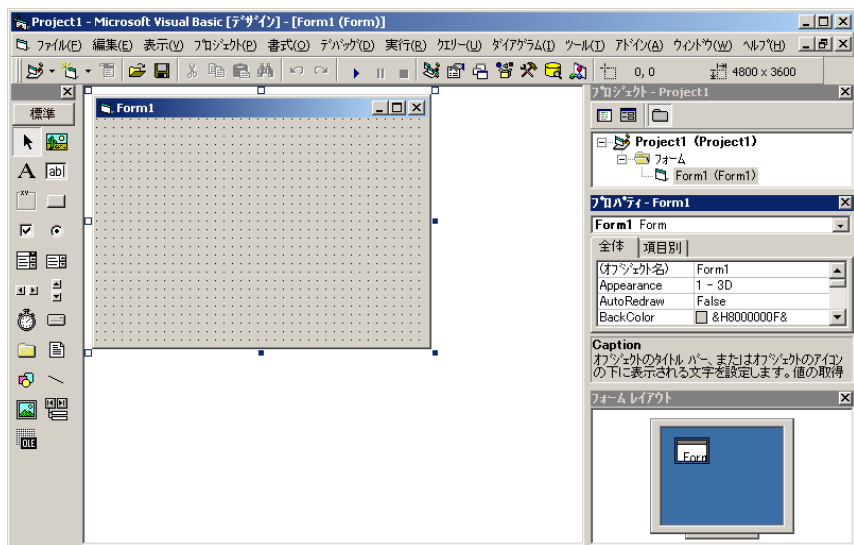 Project1 - Microsoft Visual Basic [ﾃﾞｻﾞｲﾝ] - [Form1 (Form)]
ﾌｧｲﾙ(F) 編集(E) 表示(V) ﾌﾟﾛｼﾞｪｸﾄ(P) 書式(O) ﾃﾞﾊﾞｯｸﾞ(D) 実行(R) ｸｴﾘｰ(U) ﾀﾞｲｱｸﾞﾗﾑ(I) ﾂｰﾙ(T) ｱﾄﾞｲﾝ(A) ｳｨﾝﾄﾞｳ(W) ﾍﾙﾌﾟ(H)
0, 0 4800 x 3600
標準
A
ab
xv
OLE
Form1
ﾌﾟﾛｼﾞｪｸﾄ - Project1
Project1 (Project1)
ﾌｫｰﾑ
Form1 (Form1)
ﾌﾟﾛﾊﾟﾃｨ - Form1
Form1 Form
全体 項目別
(ｵﾌﾞｼﾞｪｸﾄ名) Form1
Appearance 1 - 3D
AutoRedraw False
BackColor &H8000000F&
Caption
ｵﾌﾞｼﾞｪｸﾄのﾀｲﾄﾙ ﾊﾞｰ、またはｵﾌﾞｼﾞｪｸﾄのｱｲｺﾝ
の下に表示される文字を設定します。値の取得
ﾌｫｰﾑ ﾚｲｱｳﾄ
Form